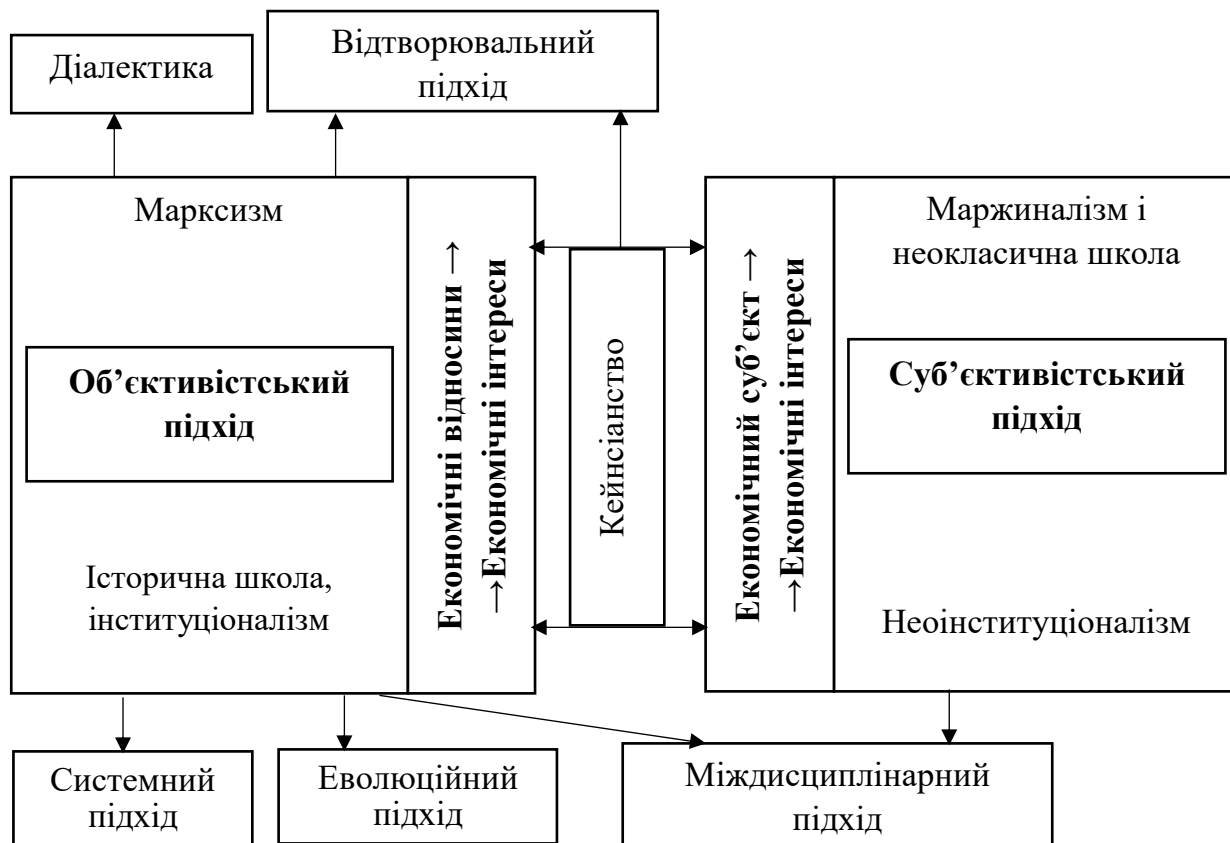 Діалектика
Відтворювальний
підхід
Марксизм
Об’єктивістський
підхід
Історична школа,
інституціоналізм
Економічні відносини →
→Економічні інтереси
Кейнсіанство
Економічний суб’єкт →
→Економічні інтереси
Маржиналізм і
неокласична школа
Суб’єктивістський
підхід
Неоінституціоналізм
Системний
підхід
Еволюційний
підхід
Міждисциплінарний
підхід